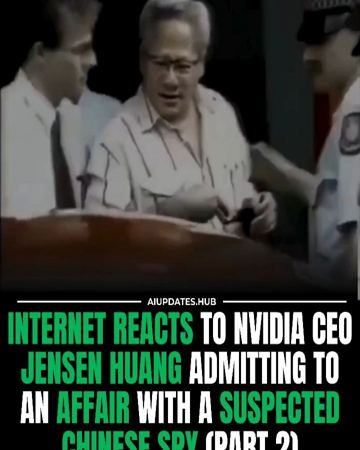 AIUPDATES.HUB
INTERNET REACTS TO NVIDIA CEO
JENSEN HUANG ADMITTING TO
AN AFFAIR WITH A SUSPECTED
CHINESE SPY (PART 2)